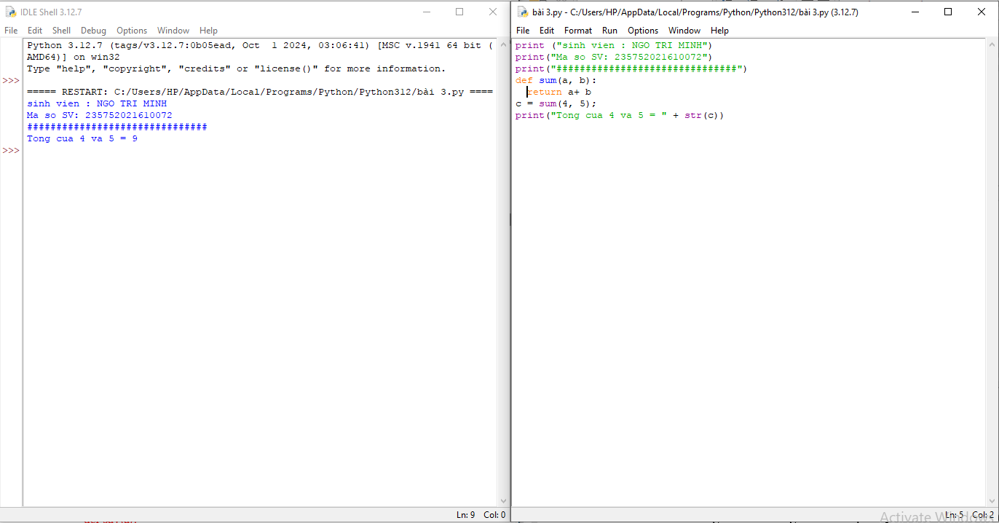 IDLE Shell 3.12.7
File Edit Shell Debug Options Window Help
Python 3.12.7 (tags/v3.12.7:0b05ead, Oct  1 2024, 03:06:41) [MSC v.1941 64 bit (
AMD64)] on win32
Type "help", "copyright", "credits" or "license()" for more information.
>>>
===== RESTART: C:/Users/HP/AppData/Local/Programs/Python/Python312/bài 3.py ====
sinh vien : NGO TRI MINH
Ma so SV: 235752021610072
###############################
Tong cua 4 va 5 = 9
>>>
Ln: 9 Col: 0
bài 3.py - C:/Users/HP/AppData/Local/Programs/Python/Python312/bài 3.py (3.12.7)
File Edit Format Run Options Window Help
print ("sinh vien : NGO TRI MINH")
print("Ma so SV: 235752021610072")
print("###############################")
def sum(a, b):
  return a+ b
c = sum(4, 5);
print("Tong cua 4 va 5 = " + str(c))
Activate Windows
Ln: 5 Col: 2